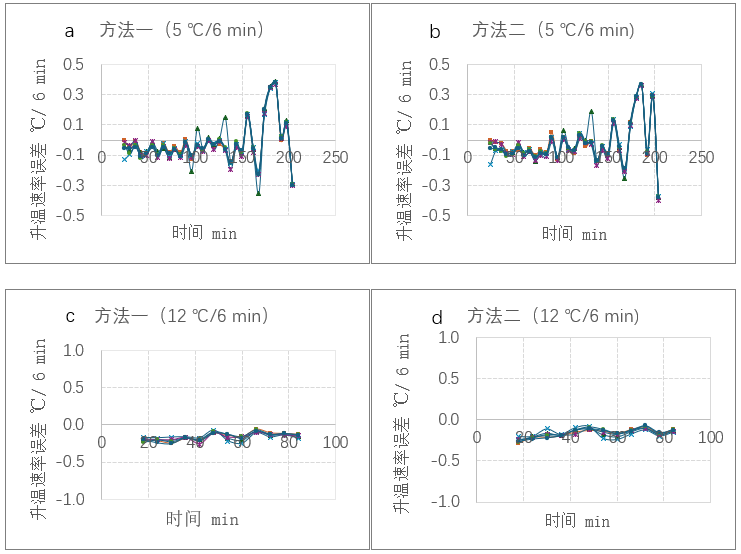 a 方法一（5 ℃/6 min）
升温速率误差 ℃/ 6 min
0.5
0.3
0.1
-0.1
-0.3
-0.5
0 50 100 150 200 250
时间 min
b 方法二（5 ℃/6 min)
升温速率误差 ℃/ 6 min
0.5
0.3
0.1
-0.1
-0.3
-0.5
0 50 100 150 200 250
时间 min
c 方法一（12 ℃/6 min）
升温速率误差 ℃/ 6 min
1.0
0.5
0.0
-0.5
-1.0
0 20 40 60 80 100
时间 min
d 方法二（12 ℃/6 min)
升温速率误差 ℃/ 6 min
1.0
0.5
0.0
-0.5
-1.0
0 20 40 60 80 100
时间 min